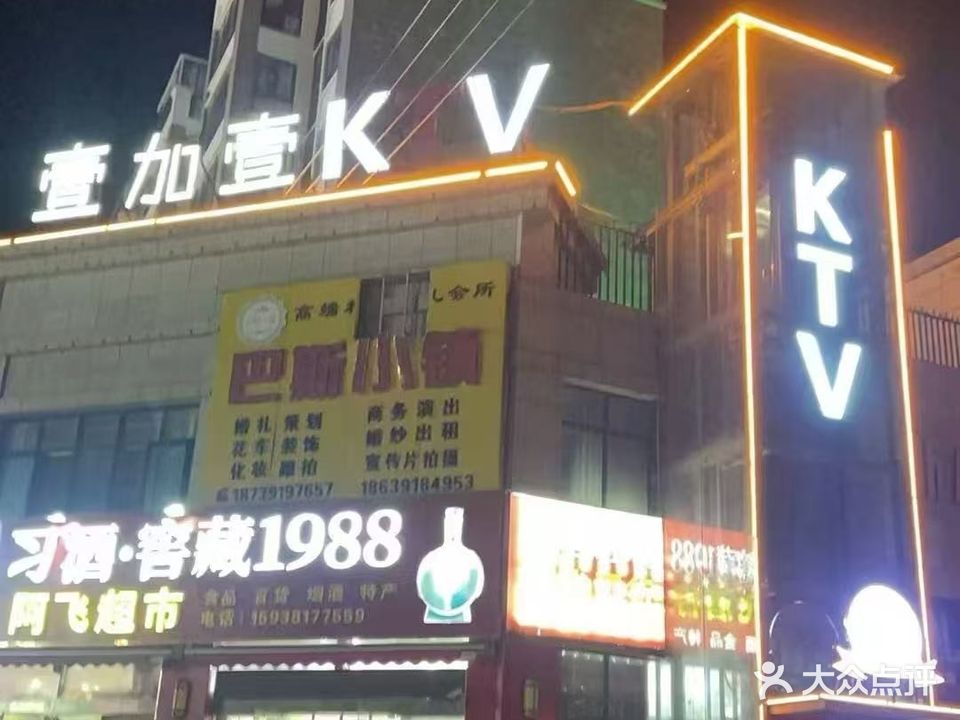 壹加壹KV
KTV
会所
巴斯小镇
婚礼策划 商务演出
花车装饰 婚纱出租
化妆跟拍 宣传片拍摄
18739197657 18639184953
习酒·窖藏1988
阿飞超市
食品 百货 烟酒 特产
电话:15938177559
大众点评